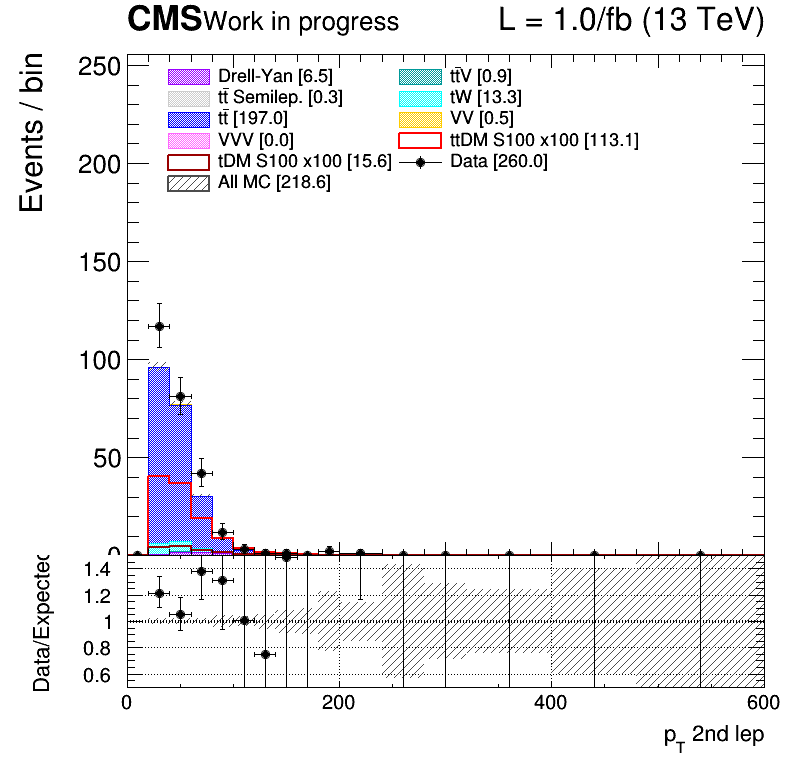 CMS Work in progress L = 1.0/fb (13 TeV)
Events / bin
250
200
150
100
50
0
Drell-Yan [6.5]
tt̄V [0.9]
tt̄ Semilep. [0.3]
tW [13.3]
tt̄ [197.0]
VV [0.5]
VVV [0.0]
ttDM S100 x100 [113.1]
tDM S100 x100 [15.6]
Data [260.0]
All MC [218.6]
Data/Expected
1.4
1.2
1
0.8
0.6
0 200 400 600
p_T 2nd lep